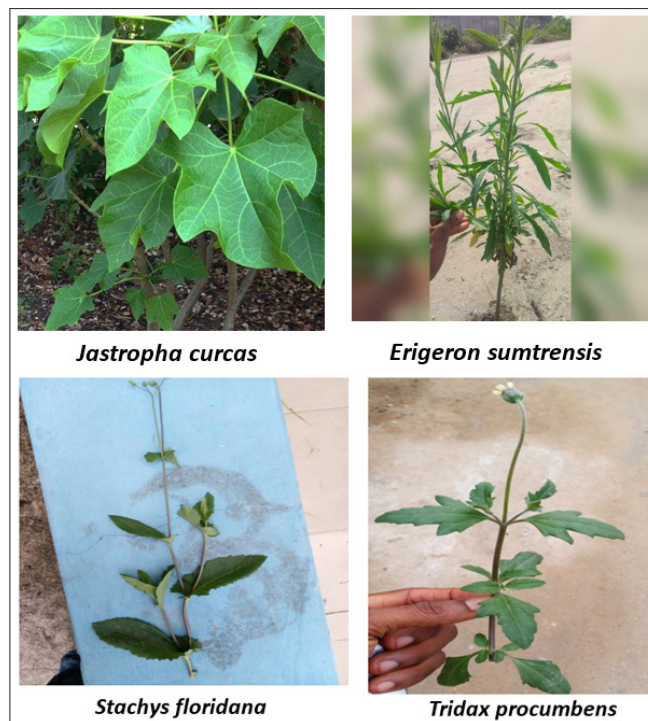 Jastropha curcas
Erigeron sumtrensis
Stachys floridana
Tridax procumbens